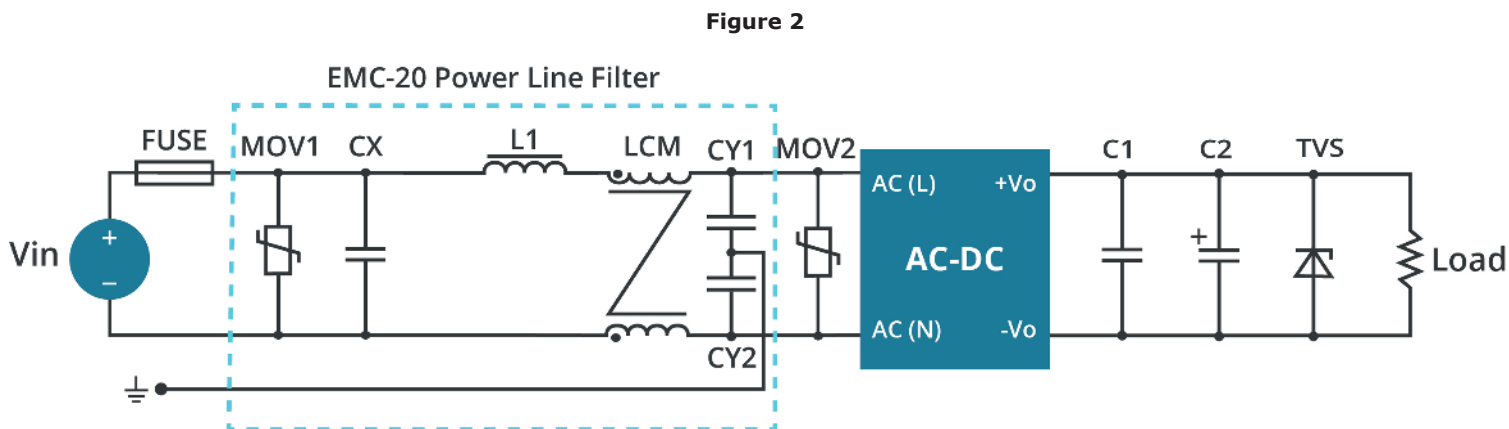 Figure 2
EMC-20 Power Line Filter
FUSE
MOV1
CX
L1
LCM
CY1
MOV2
C1
C2
TVS
AC (L)
+Vo
Vin
+
–
AC-DC
+
Load
AC (N)
-Vo
CY2